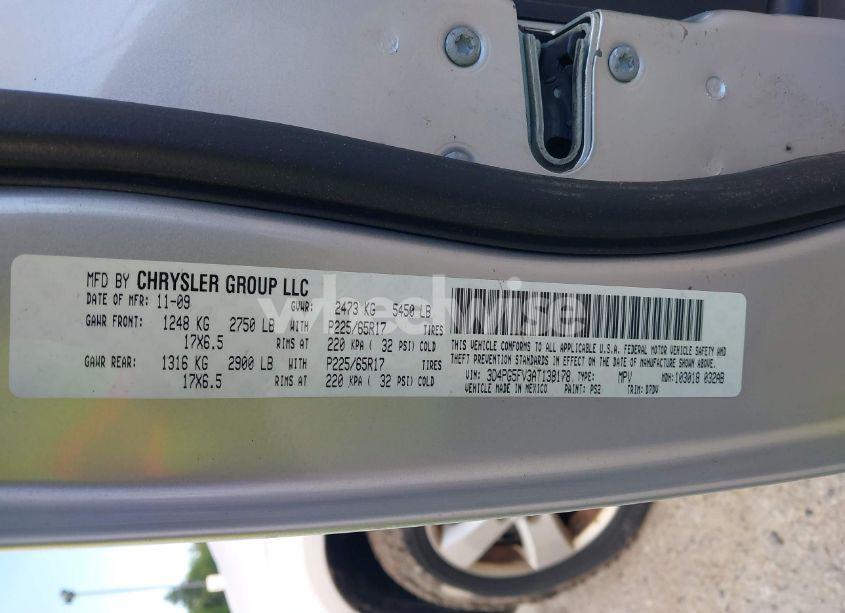 MFD BY CHRYSLER GROUP LLC
DATE OF MFR: 11-09 GVWR: 2473 KG 5450 LB
GAWR FRONT: 1248 KG 2750 LB WITH P225/65R17 TIRES
17X6.5 RIMS AT 220 KPA ( 32 PSI) COLD
GAWR REAR: 1316 KG 2900 LB WITH P225/65R17 TIRES
17X6.5 RIMS AT 220 KPA ( 32 PSI) COLD
THIS VEHICLE CONFORMS TO ALL APPLICABLE U.S.A. FEDERAL MOTOR VEHICLE SAFETY AND
THEFT PREVENTION STANDARDS IN EFFECT ON THE DATE OF MANUFACTURE SHOWN ABOVE.
VIN: 3D4PG5FV3AT138178 TYPE: MPV MDH: 103018 032AB
VEHICLE MADE IN MEXICO PAINT: PS2 TRIM: D7DV
wheelwise